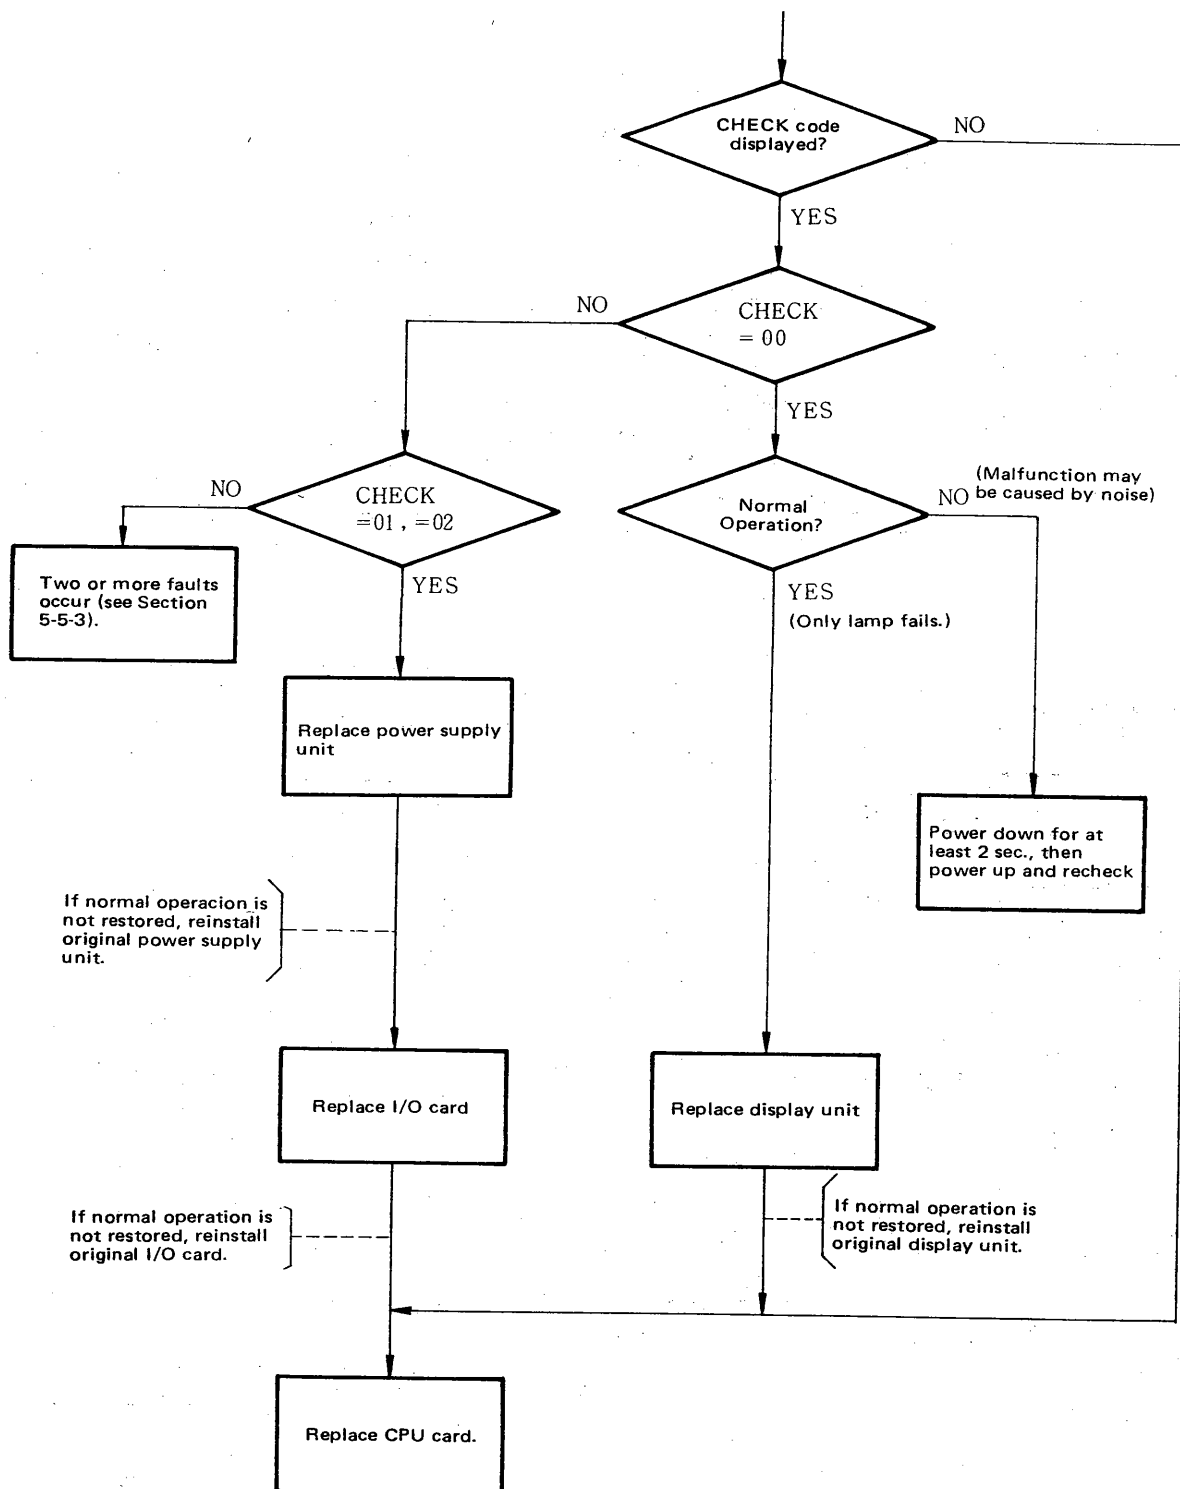 CHECK code
displayed?
NO
YES
CHECK
= 00
NO
YES
CHECK
=01 , =02
NO
YES
Normal
Operation?
NO
(Malfunction may
be caused by noise)
YES
(Only lamp fails.)
Two or more faults
occur (see Section
5-5-3).
Replace power supply
unit
Power down for at
least 2 sec., then
power up and recheck
If normal operacion is
not restored, reinstall
original power supply
unit.
Replace I/O card
Replace display unit
If normal operation is
not restored, reinstall
original I/O card.
If normal operation is
not restored, reinstall
original display unit.
Replace CPU card.